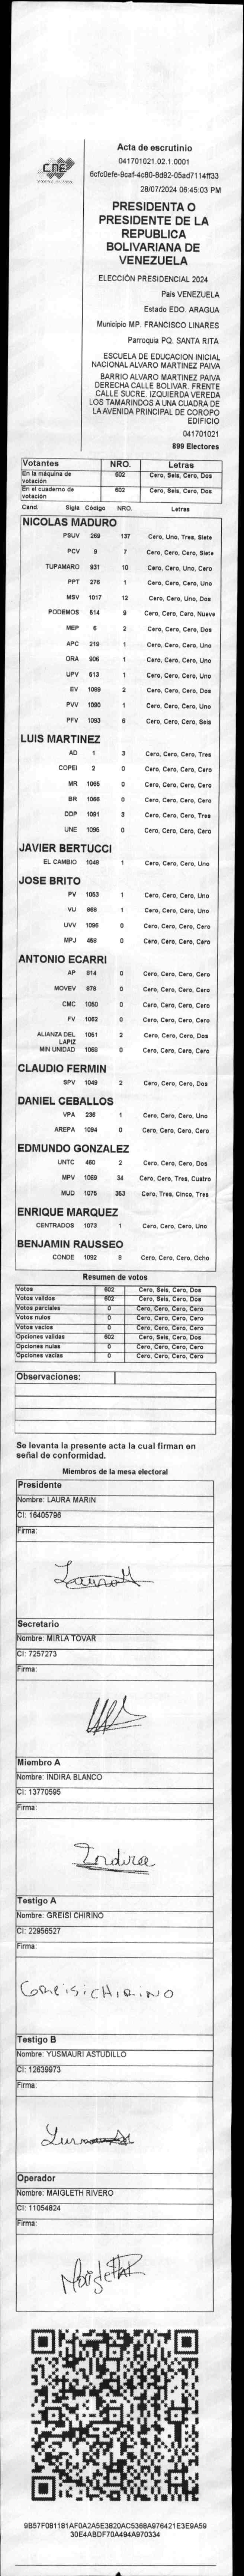 CNE
Acta de escrutinio
041701021.02.1.0001
6cfc0efe-9caf-4c80-8d92-05ad7114ff33
28/07/2024 06:45:03 PM
PRESIDENTA O
PRESIDENTE DE LA
REPUBLICA
BOLIVARIANA DE
VENEZUELA
ELECCIÓN PRESIDENCIAL 2024
Pais VENEZUELA
Estado EDO. ARAGUA
Municipio MP. FRANCISCO LINARES
Parroquia PQ. SANTA RITA
ESCUELA DE EDUCACION INICIAL
NACIONAL ALVARO MARTINEZ PAIVA
BARRIO ALVARO MARTINEZ PAIVA
DERECHA CALLE BOLIVAR. FRENTE
CALLE SUCRE. IZQUIERDA VEREDA
LOS TAMARINDOS A UNA CUADRA DE
LA AVENIDA PRINCIPAL DE COROPO
EDIFICIO
041701021
899 Electores
Votantes NRO. Letras
En la máquina de votación 602 Cero, Seis, Cero, Dos
En el cuaderno de votación 602 Cero, Seis, Cero, Dos
Cand. Sigla Código NRO. Letras
NICOLAS MADURO
PSUV 269 137 Cero, Uno, Tres, Siete
PCV 9 7 Cero, Cero, Cero, Siete
TUPAMARO 931 10 Cero, Cero, Uno, Cero
PPT 276 1 Cero, Cero, Cero, Uno
MSV 1017 12 Cero, Cero, Uno, Dos
PODEMOS 514 9 Cero, Cero, Cero, Nueve
MEP 6 2 Cero, Cero, Cero, Dos
APC 219 1 Cero, Cero, Cero, Uno
ORA 906 1 Cero, Cero, Cero, Uno
UPV 513 1 Cero, Cero, Cero, Uno
EV 1099 2 Cero, Cero, Cero, Dos
PVV 1090 1 Cero, Cero, Cero, Uno
PFV 1093 6 Cero, Cero, Cero, Seis
LUIS MARTINEZ
AD 1 3 Cero, Cero, Cero, Tres
COPEI 2 0 Cero, Cero, Cero, Cero
MR 1065 0 Cero, Cero, Cero, Cero
BR 1066 0 Cero, Cero, Cero, Cero
DDP 1091 3 Cero, Cero, Cero, Tres
UNE 1095 0 Cero, Cero, Cero, Cero
JAVIER BERTUCCI
EL CAMBIO 1048 1 Cero, Cero, Cero, Uno
JOSE BRITO
PV 1053 1 Cero, Cero, Cero, Uno
VU 968 1 Cero, Cero, Cero, Uno
UVV 1096 0 Cero, Cero, Cero, Cero
MPJ 459 0 Cero, Cero, Cero, Cero
ANTONIO ECARRI
AP 914 0 Cero, Cero, Cero, Cero
MOVEV 878 0 Cero, Cero, Cero, Cero
CMC 1050 0 Cero, Cero, Cero, Cero
FV 1062 0 Cero, Cero, Cero, Cero
ALIANZA DEL LAPIZ 1051 2 Cero, Cero, Cero, Dos
MIN UNIDAD 1068 0 Cero, Cero, Cero, Cero
CLAUDIO FERMIN
SPV 1049 2 Cero, Cero, Cero, Dos
DANIEL CEBALLOS
VPA 236 1 Cero, Cero, Cero, Uno
AREPA 1094 0 Cero, Cero, Cero, Cero
EDMUNDO GONZALEZ
UNTC 460 2 Cero, Cero, Cero, Dos
MPV 1069 34 Cero, Cero, Tres, Cuatro
MUD 1075 353 Cero, Tres, Cinco, Tres
ENRIQUE MARQUEZ
CENTRADOS 1073 1 Cero, Cero, Cero, Uno
BENJAMIN RAUSSEO
CONDE 1092 8 Cero, Cero, Cero, Ocho
Resumen de votos
Votos 602 Cero, Seis, Cero, Dos
Votos validos 602 Cero, Seis, Cero, Dos
Votos parciales 0 Cero, Cero, Cero, Cero
Votos nulos 0 Cero, Cero, Cero, Cero
Votos vacios 0 Cero, Cero, Cero, Cero
Opciones validas 602 Cero, Seis, Cero, Dos
Opciones nulas 0 Cero, Cero, Cero, Cero
Opciones vacias 0 Cero, Cero, Cero, Cero
Observaciones:
Se levanta la presente acta la cual firman en
señal de conformidad.
Miembros de la mesa electoral
Presidente
Nombre: LAURA MARIN
CI: 16405796
Firma:
Secretario
Nombre: MIRLA TOVAR
CI: 7257273
Firma:
Miembro A
Nombre: INDIRA BLANCO
CI: 13770595
Firma:
Indira
Testigo A
Nombre: GREISI CHIRINO
CI: 22956527
Firma:
Greisi CHIRINO
Testigo B
Nombre: YUSMAURI ASTUDILLO
CI: 12639973
Firma:
Operador
Nombre: MAIGLETH RIVERO
CI: 11054824
Firma:
9B57F081181AF0A2A5E3820AC5368A976421E3E9A59
30E4ABDF70A494A970334